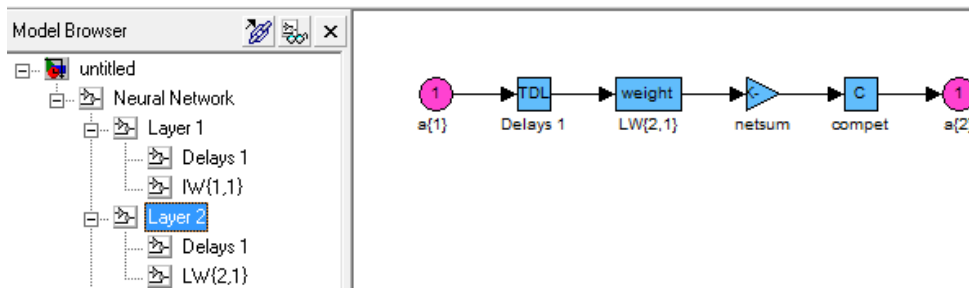 Model Browser
untitled
Neural Network
Layer 1
Delays 1
IW{1,1}
Layer 2
Delays 1
LW{2,1}
1 TDL weight C 1
a{1} Delays 1 LW{2,1} netsum compet a{2}